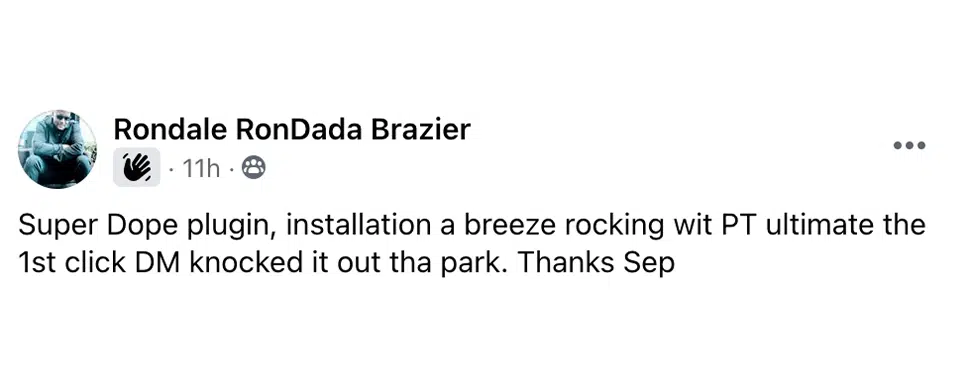 Rondale RonDada Brazier
· 11h ·
Super Dope plugin, installation a breeze rocking wit PT ultimate the
1st click DM knocked it out tha park. Thanks Sep